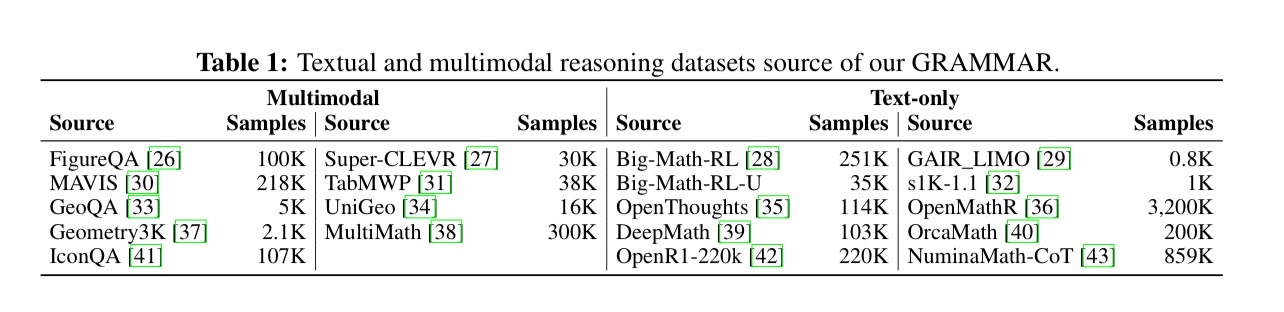 Table 1: Textual and multimodal reasoning datasets source of our GRAMMAR.
Multimodal Text-only
Source Samples Source Samples Source Samples Source Samples
FigureQA [26] 100K Super-CLEVR [27] 30K Big-Math-RL [28] 251K GAIR_LIMO [29] 0.8K
MAVIS [30] 218K TabMWP [31] 38K Big-Math-RL-U 35K s1K-1.1 [32] 1K
GeoQA [33] 5K UniGeo [34] 16K OpenThoughts [35] 114K OpenMathR [36] 3,200K
Geometry3K [37] 2.1K MultiMath [38] 300K DeepMath [39] 103K OrcaMath [40] 200K
IconQA [41] 107K OpenR1-220k [42] 220K NuminaMath-CoT [43] 859K